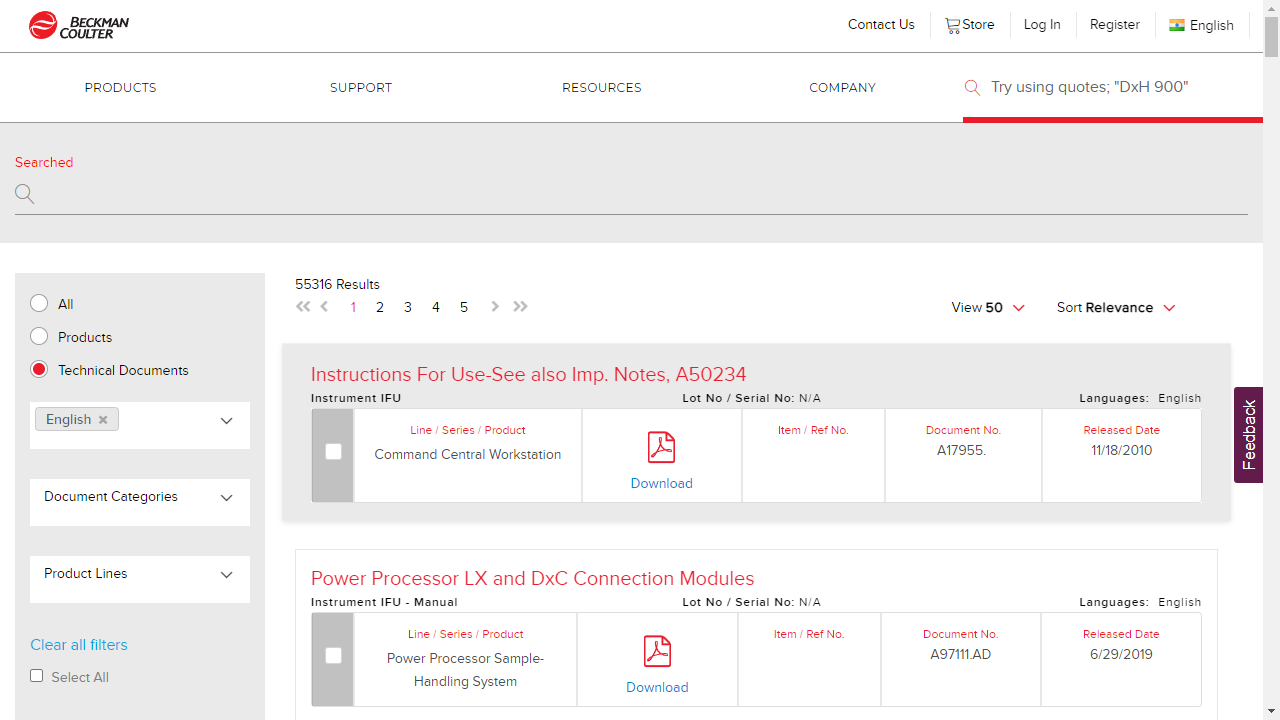 BECKMAN
COULTER
Contact Us
Store
Log In
Register
English
PRODUCTS
SUPPORT
RESOURCES
COMPANY
Try using quotes; "DxH 900"
Searched
All
Products
Technical Documents
English ×
Document Categories
Product Lines
Clear all filters
Select All
55316 Results
1 2 3 4 5
View 50
Sort Relevance
Instructions For Use-See also Imp. Notes, A50234
Instrument IFU
Lot No / Serial No: N/A
Languages: English
Line / Series / Product
Command Central Workstation
Download
Item / Ref No.
Document No.
A17955.
Released Date
11/18/2010
Power Processor LX and DxC Connection Modules
Instrument IFU - Manual
Lot No / Serial No: N/A
Languages: English
Line / Series / Product
Power Processor Sample-
Handling System
Download
Item / Ref No.
Document No.
A97111.AD
Released Date
6/29/2019
Feedback